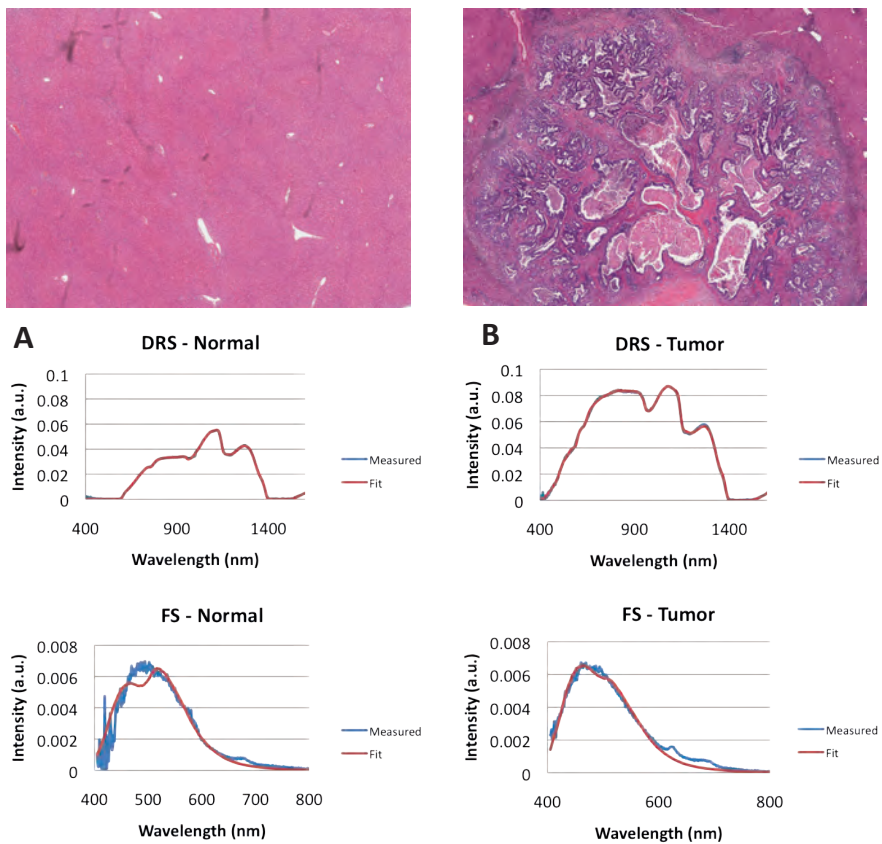 A
DRS - Normal
Intensity (a.u.)
0.1
0.08
0.06
0.04
0.02
0
400
900
1400
Wavelength (nm)
Measured
Fit
B
DRS - Tumor
Intensity (a.u.)
0.1
0.08
0.06
0.04
0.02
0
400
900
1400
Wavelength (nm)
Measured
Fit
FS - Normal
Intensity (a.u.)
0.008
0.006
0.004
0.002
0
400
500
600
700
800
Wavelength (nm)
Measured
Fit
FS - Tumor
Intensity (a.u.)
0.008
0.006
0.004
0.002
0
400
600
800
Wavelength (nm)
Measured
Fit